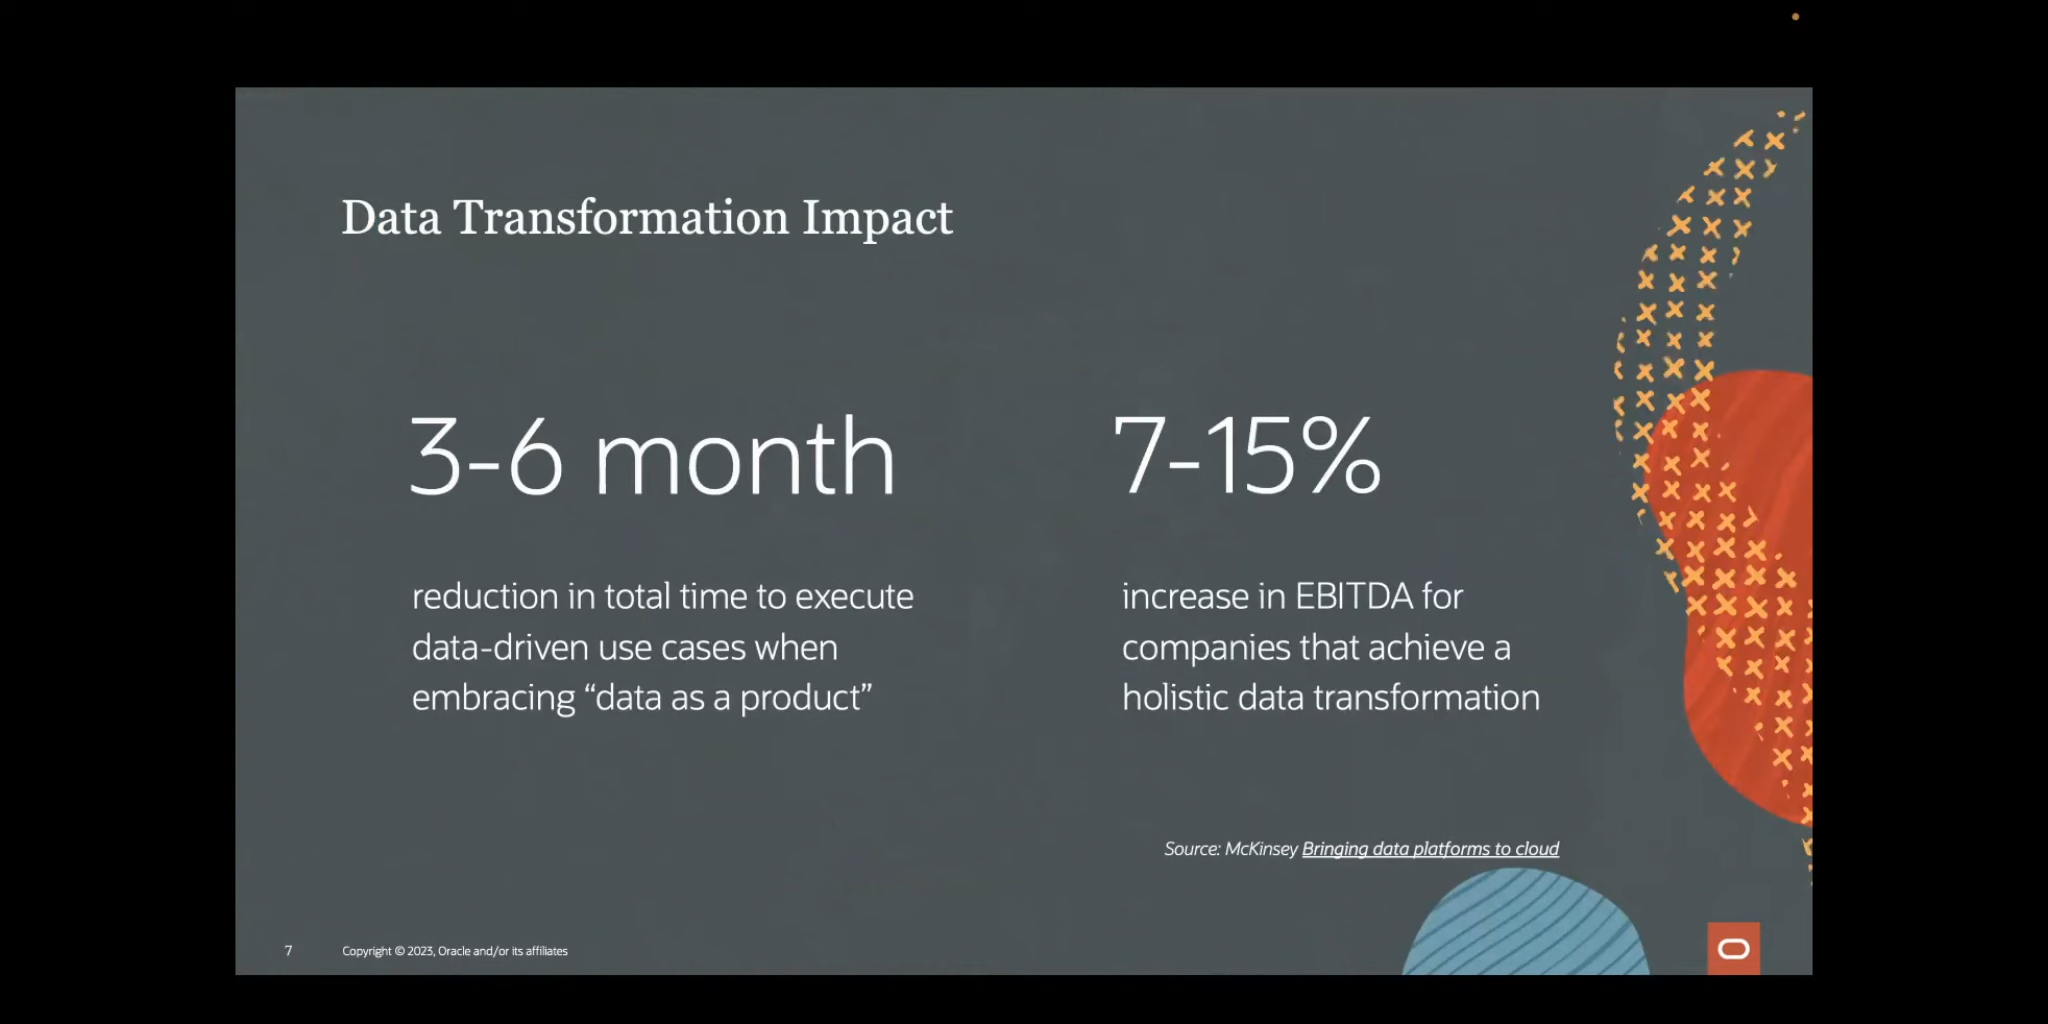 Data Transformation Impact
3-6 month
reduction in total time to execute
data-driven use cases when
embracing “data as a product”
7-15%
increase in EBITDA for
companies that achieve a
holistic data transformation
Source: McKinsey Bringing data platforms to cloud
7
Copyright © 2023, Oracle and/or its affiliates